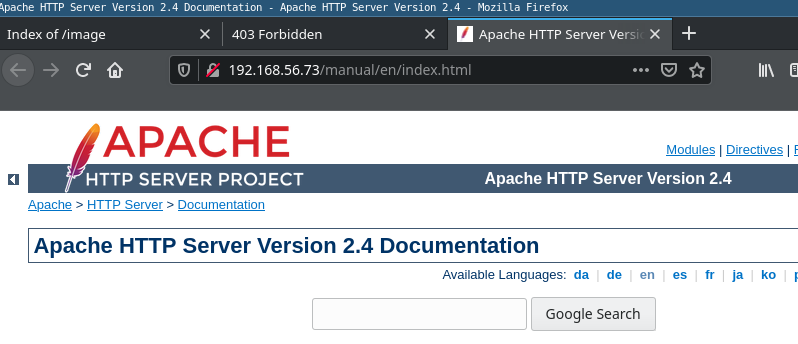 Apache HTTP Server Version 2.4 Documentation - Apache HTTP Server Version 2.4 - Mozilla Firefox
Index of /image
403 Forbidden
Apache HTTP Server Versi
192.168.56.73/manual/en/index.html
APACHE
HTTP SERVER PROJECT
Modules | Directives |
Apache HTTP Server Version 2.4
Apache > HTTP Server > Documentation
Apache HTTP Server Version 2.4 Documentation
Available Languages: da | de | en | es | fr | ja | ko |
Google Search